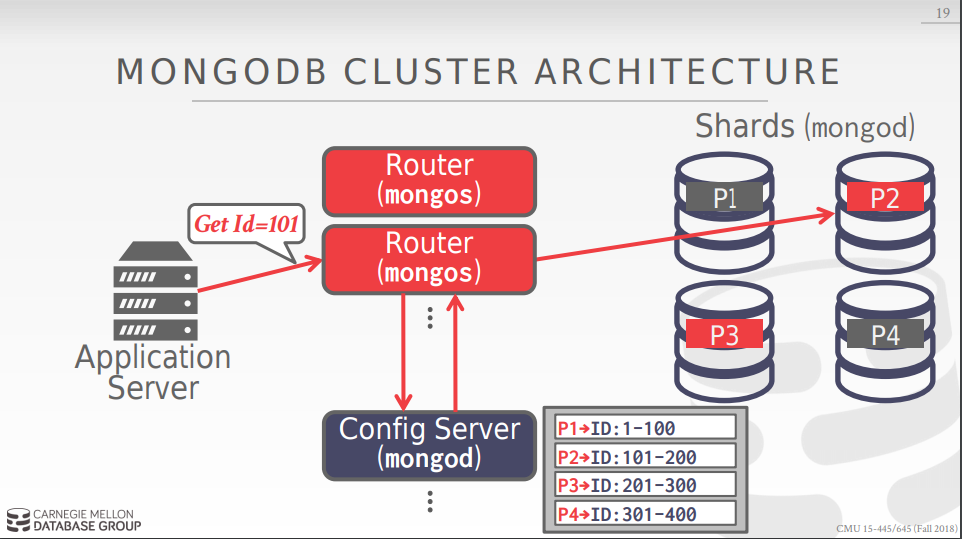 19
MONGODB CLUSTER ARCHITECTURE
Shards (mongod)
Router
(mongos)
P1
P2
Get Id=101
Router
(mongos)
P3
P4
Application
Server
Config Server
(mongod)
P1➔ID:1-100
P2➔ID:101-200
P3➔ID:201-300
P4➔ID:301-400
CARNEGIE MELLON
DATABASE GROUP
CMU 15-445/645 (Fall 2018)